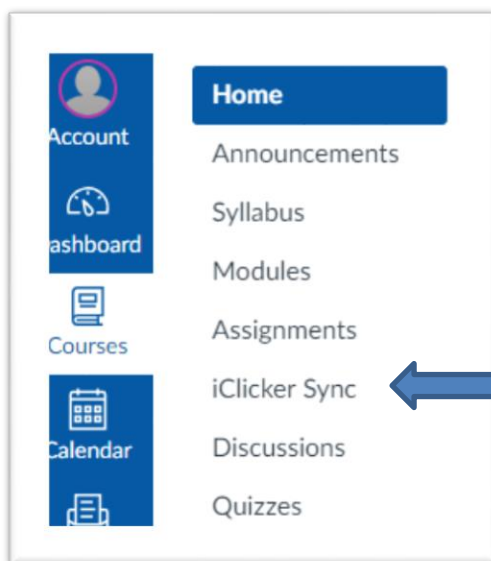 Account
ashboard
Courses
Calendar
Home
Announcements
Syllabus
Modules
Assignments
iClicker Sync
Discussions
Quizzes